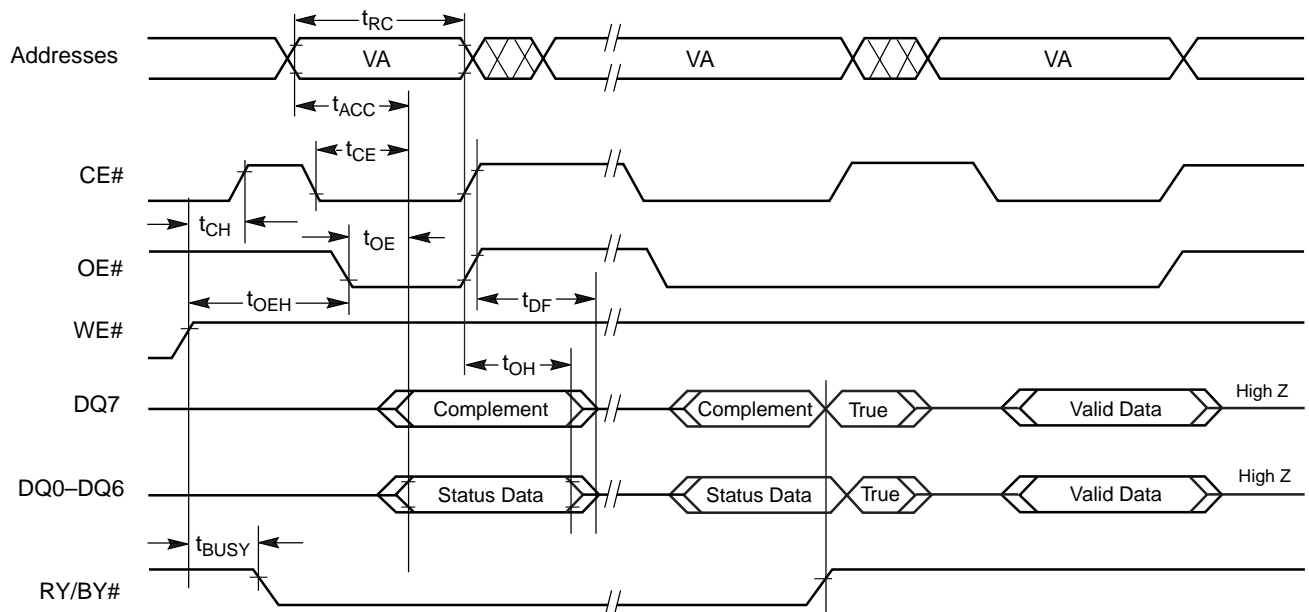 tRC
Addresses VA VA VA
tACC
tCE
CE#
tCH
tOE
OE#
tOEH
tDF
WE#
tOH
DQ7 Complement Complement True Valid Data High Z
DQ0–DQ6 Status Data Status Data True Valid Data High Z
tBUSY
RY/BY#